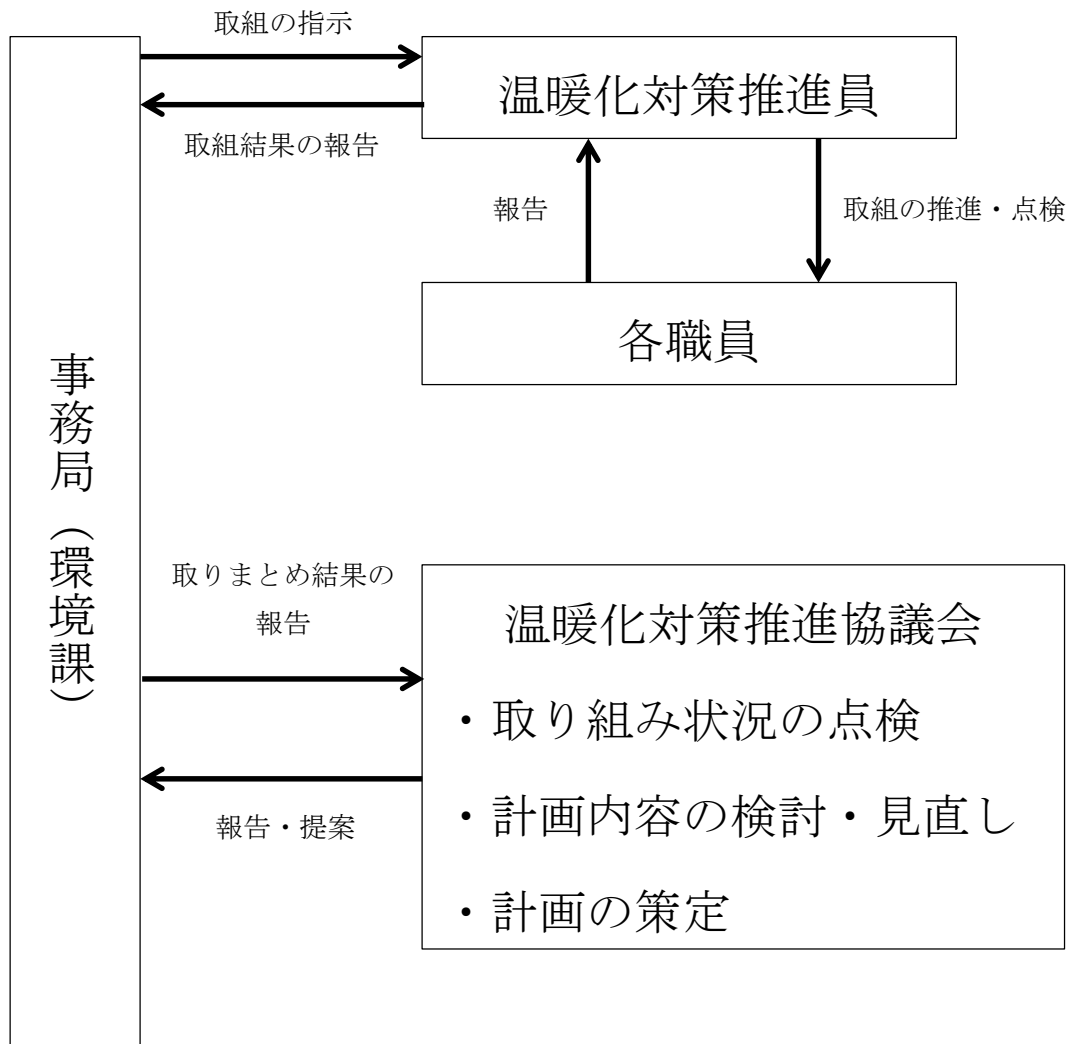 取組の指示
温暖化対策推進員
取組結果の報告
報告
取組の推進・点検
各職員
事務局（環境課）
取りまとめ結果の
報告
温暖化対策推進協議会
・取り組み状況の点検
・計画内容の検討・見直し
・計画の策定
報告・提案